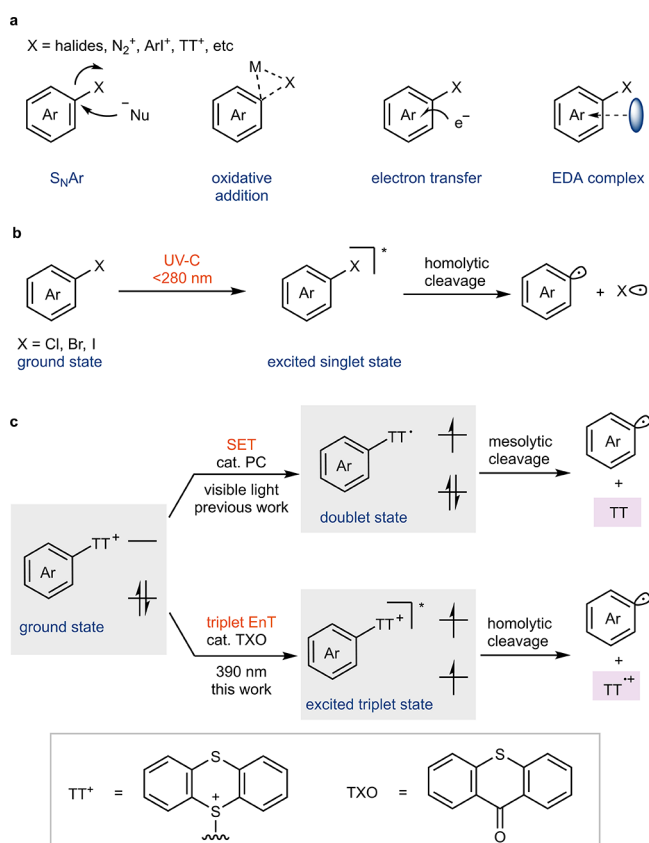 a
X = halides, N₂⁺, ArI⁺, TT⁺, etc
Ar X ⁻Nu
M X Ar
Ar X e⁻
Ar X
SNAr
oxidative addition
electron transfer
EDA complex
b
Ar X
UV-C
<280 nm
Ar X *
homolytic
cleavage
Ar + X
X = Cl, Br, I
ground state
excited singlet state
c
Ar TT⁺
ground state
SET
cat. PC
visible light
previous work
Ar TT·
doublet state
mesolytic
cleavage
Ar
+
TT
triplet EnT
cat. TXO
390 nm
this work
Ar TT⁺ *
excited triplet state
homolytic
cleavage
Ar
+
TT·⁺
TT⁺ = S S⁺
TXO = S O